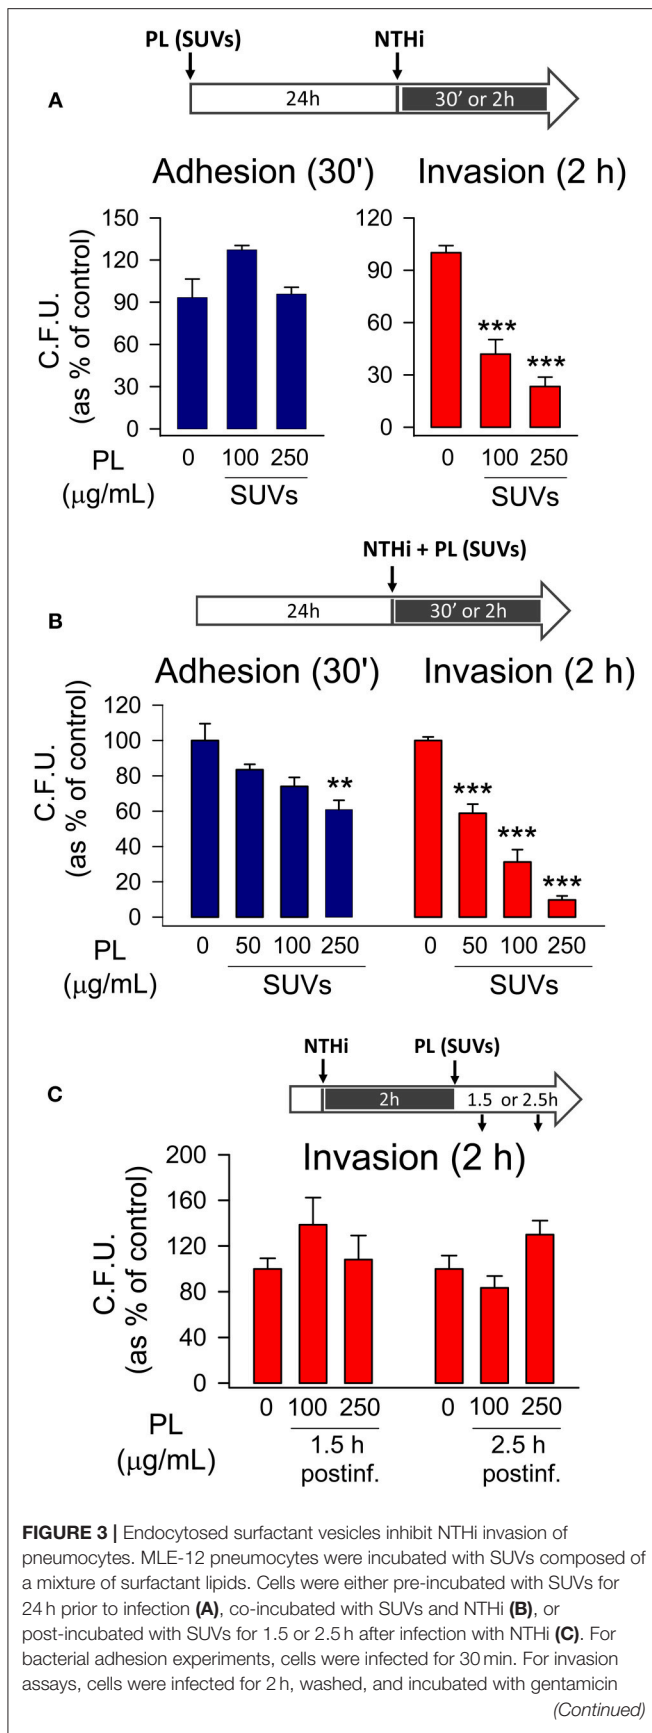 PL (SUVs) NTHi
A
24h 30' or 2h
Adhesion (30') Invasion (2 h)
C.F.U.
(as % of control)
150
120
90
60
30
0
120
90
60
30
0
*** ***
PL
(μg/mL)
0 100 250
SUVs
0 100 250
SUVs
NTHi + PL (SUVs)
B
24h 30' or 2h
Adhesion (30') Invasion (2 h)
C.F.U.
(as % of control)
120
100
80
60
40
20
0
**
*** *** ***
PL
(μg/mL)
0 50 100 250
SUVs
0 50 100 250
SUVs
NTHi PL (SUVs)
C
2h 1.5 or 2.5h
Invasion (2 h)
C.F.U.
(as % of control)
200
160
120
80
40
0
PL
(μg/mL)
0 100 250
1.5 h
postinf.
0 100 250
2.5 h
postinf.
FIGURE 3 | Endocytosed surfactant vesicles inhibit NTHi invasion of
pneumocytes. MLE-12 pneumocytes were incubated with SUVs composed of
a mixture of surfactant lipids. Cells were either pre-incubated with SUVs for
24 h prior to infection (A), co-incubated with SUVs and NTHi (B), or
post-incubated with SUVs for 1.5 or 2.5 h after infection with NTHi (C). For
bacterial adhesion experiments, cells were infected for 30 min. For invasion
assays, cells were infected for 2 h, washed, and incubated with gentamicin
(Continued)